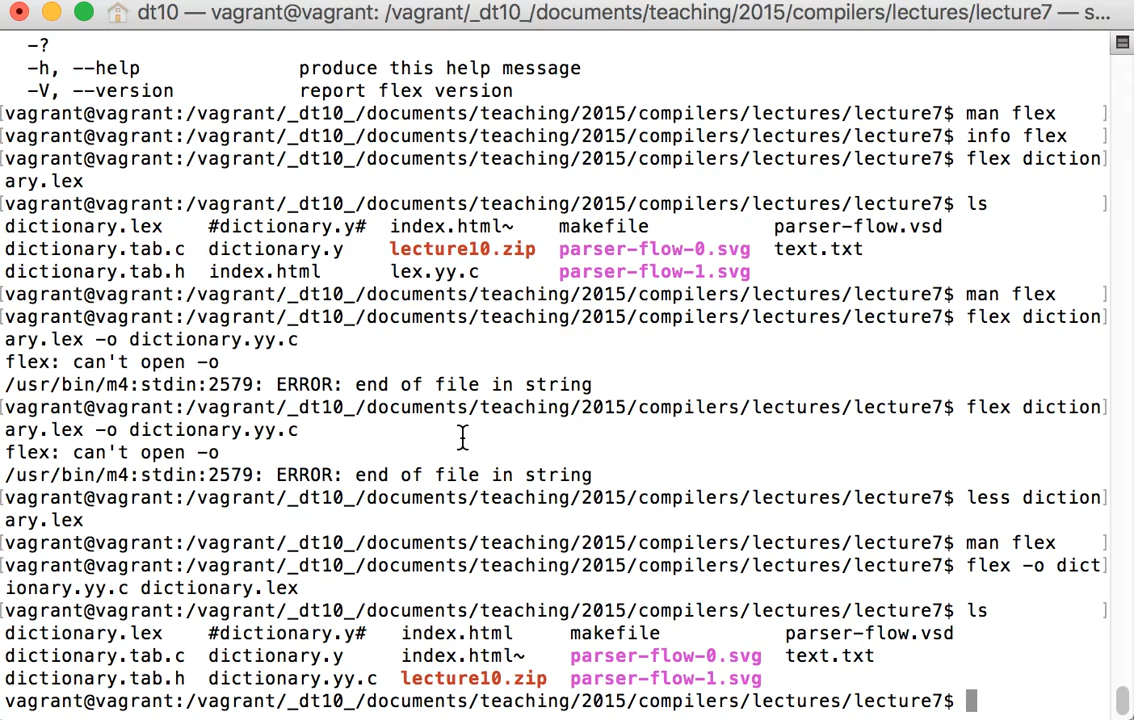 dt10 — vagrant@vagrant: /vagrant/_dt10_/documents/teaching/2015/compilers/lectures/lecture7 — s...
-?
-h, --help produce this help message
-V, --version report flex version
[vagrant@vagrant:/vagrant/_dt10_/documents/teaching/2015/compilers/lectures/lecture7$ man flex ]
[vagrant@vagrant:/vagrant/_dt10_/documents/teaching/2015/compilers/lectures/lecture7$ info flex ]
[vagrant@vagrant:/vagrant/_dt10_/documents/teaching/2015/compilers/lectures/lecture7$ flex diction]
ary.lex
[vagrant@vagrant:/vagrant/_dt10_/documents/teaching/2015/compilers/lectures/lecture7$ ls ]
dictionary.lex #dictionary.y# index.html~ makefile parser-flow.vsd
dictionary.tab.c dictionary.y lecture10.zip parser-flow-0.svg text.txt
dictionary.tab.h index.html lex.yy.c parser-flow-1.svg
[vagrant@vagrant:/vagrant/_dt10_/documents/teaching/2015/compilers/lectures/lecture7$ man flex ]
[vagrant@vagrant:/vagrant/_dt10_/documents/teaching/2015/compilers/lectures/lecture7$ flex diction]
ary.lex -o dictionary.yy.c
flex: can't open -o
/usr/bin/m4:stdin:2579: ERROR: end of file in string
[vagrant@vagrant:/vagrant/_dt10_/documents/teaching/2015/compilers/lectures/lecture7$ flex diction]
ary.lex -o dictionary.yy.c
flex: can't open -o
/usr/bin/m4:stdin:2579: ERROR: end of file in string
[vagrant@vagrant:/vagrant/_dt10_/documents/teaching/2015/compilers/lectures/lecture7$ less diction]
ary.lex
[vagrant@vagrant:/vagrant/_dt10_/documents/teaching/2015/compilers/lectures/lecture7$ man flex ]
[vagrant@vagrant:/vagrant/_dt10_/documents/teaching/2015/compilers/lectures/lecture7$ flex -o dict]
ionary.yy.c dictionary.lex
[vagrant@vagrant:/vagrant/_dt10_/documents/teaching/2015/compilers/lectures/lecture7$ ls ]
dictionary.lex #dictionary.y# index.html makefile parser-flow.vsd
dictionary.tab.c dictionary.y index.html~ parser-flow-0.svg text.txt
dictionary.tab.h dictionary.yy.c lecture10.zip parser-flow-1.svg
vagrant@vagrant:/vagrant/_dt10_/documents/teaching/2015/compilers/lectures/lecture7$